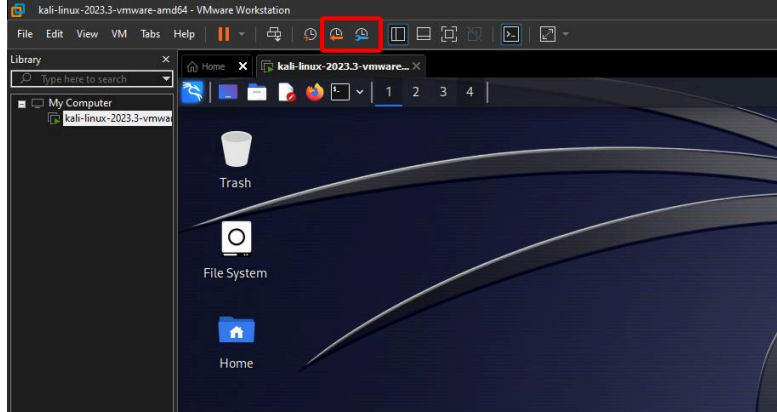 kali-linux-2023.3-vmware-amd64 - VMware Workstation
File Edit View VM Tabs Help
Library
Type here to search
My Computer
kali-linux-2023.3-vmwar
Home
kali-linux-2023.3-vmware...
1 2 3 4
Trash
File System
Home